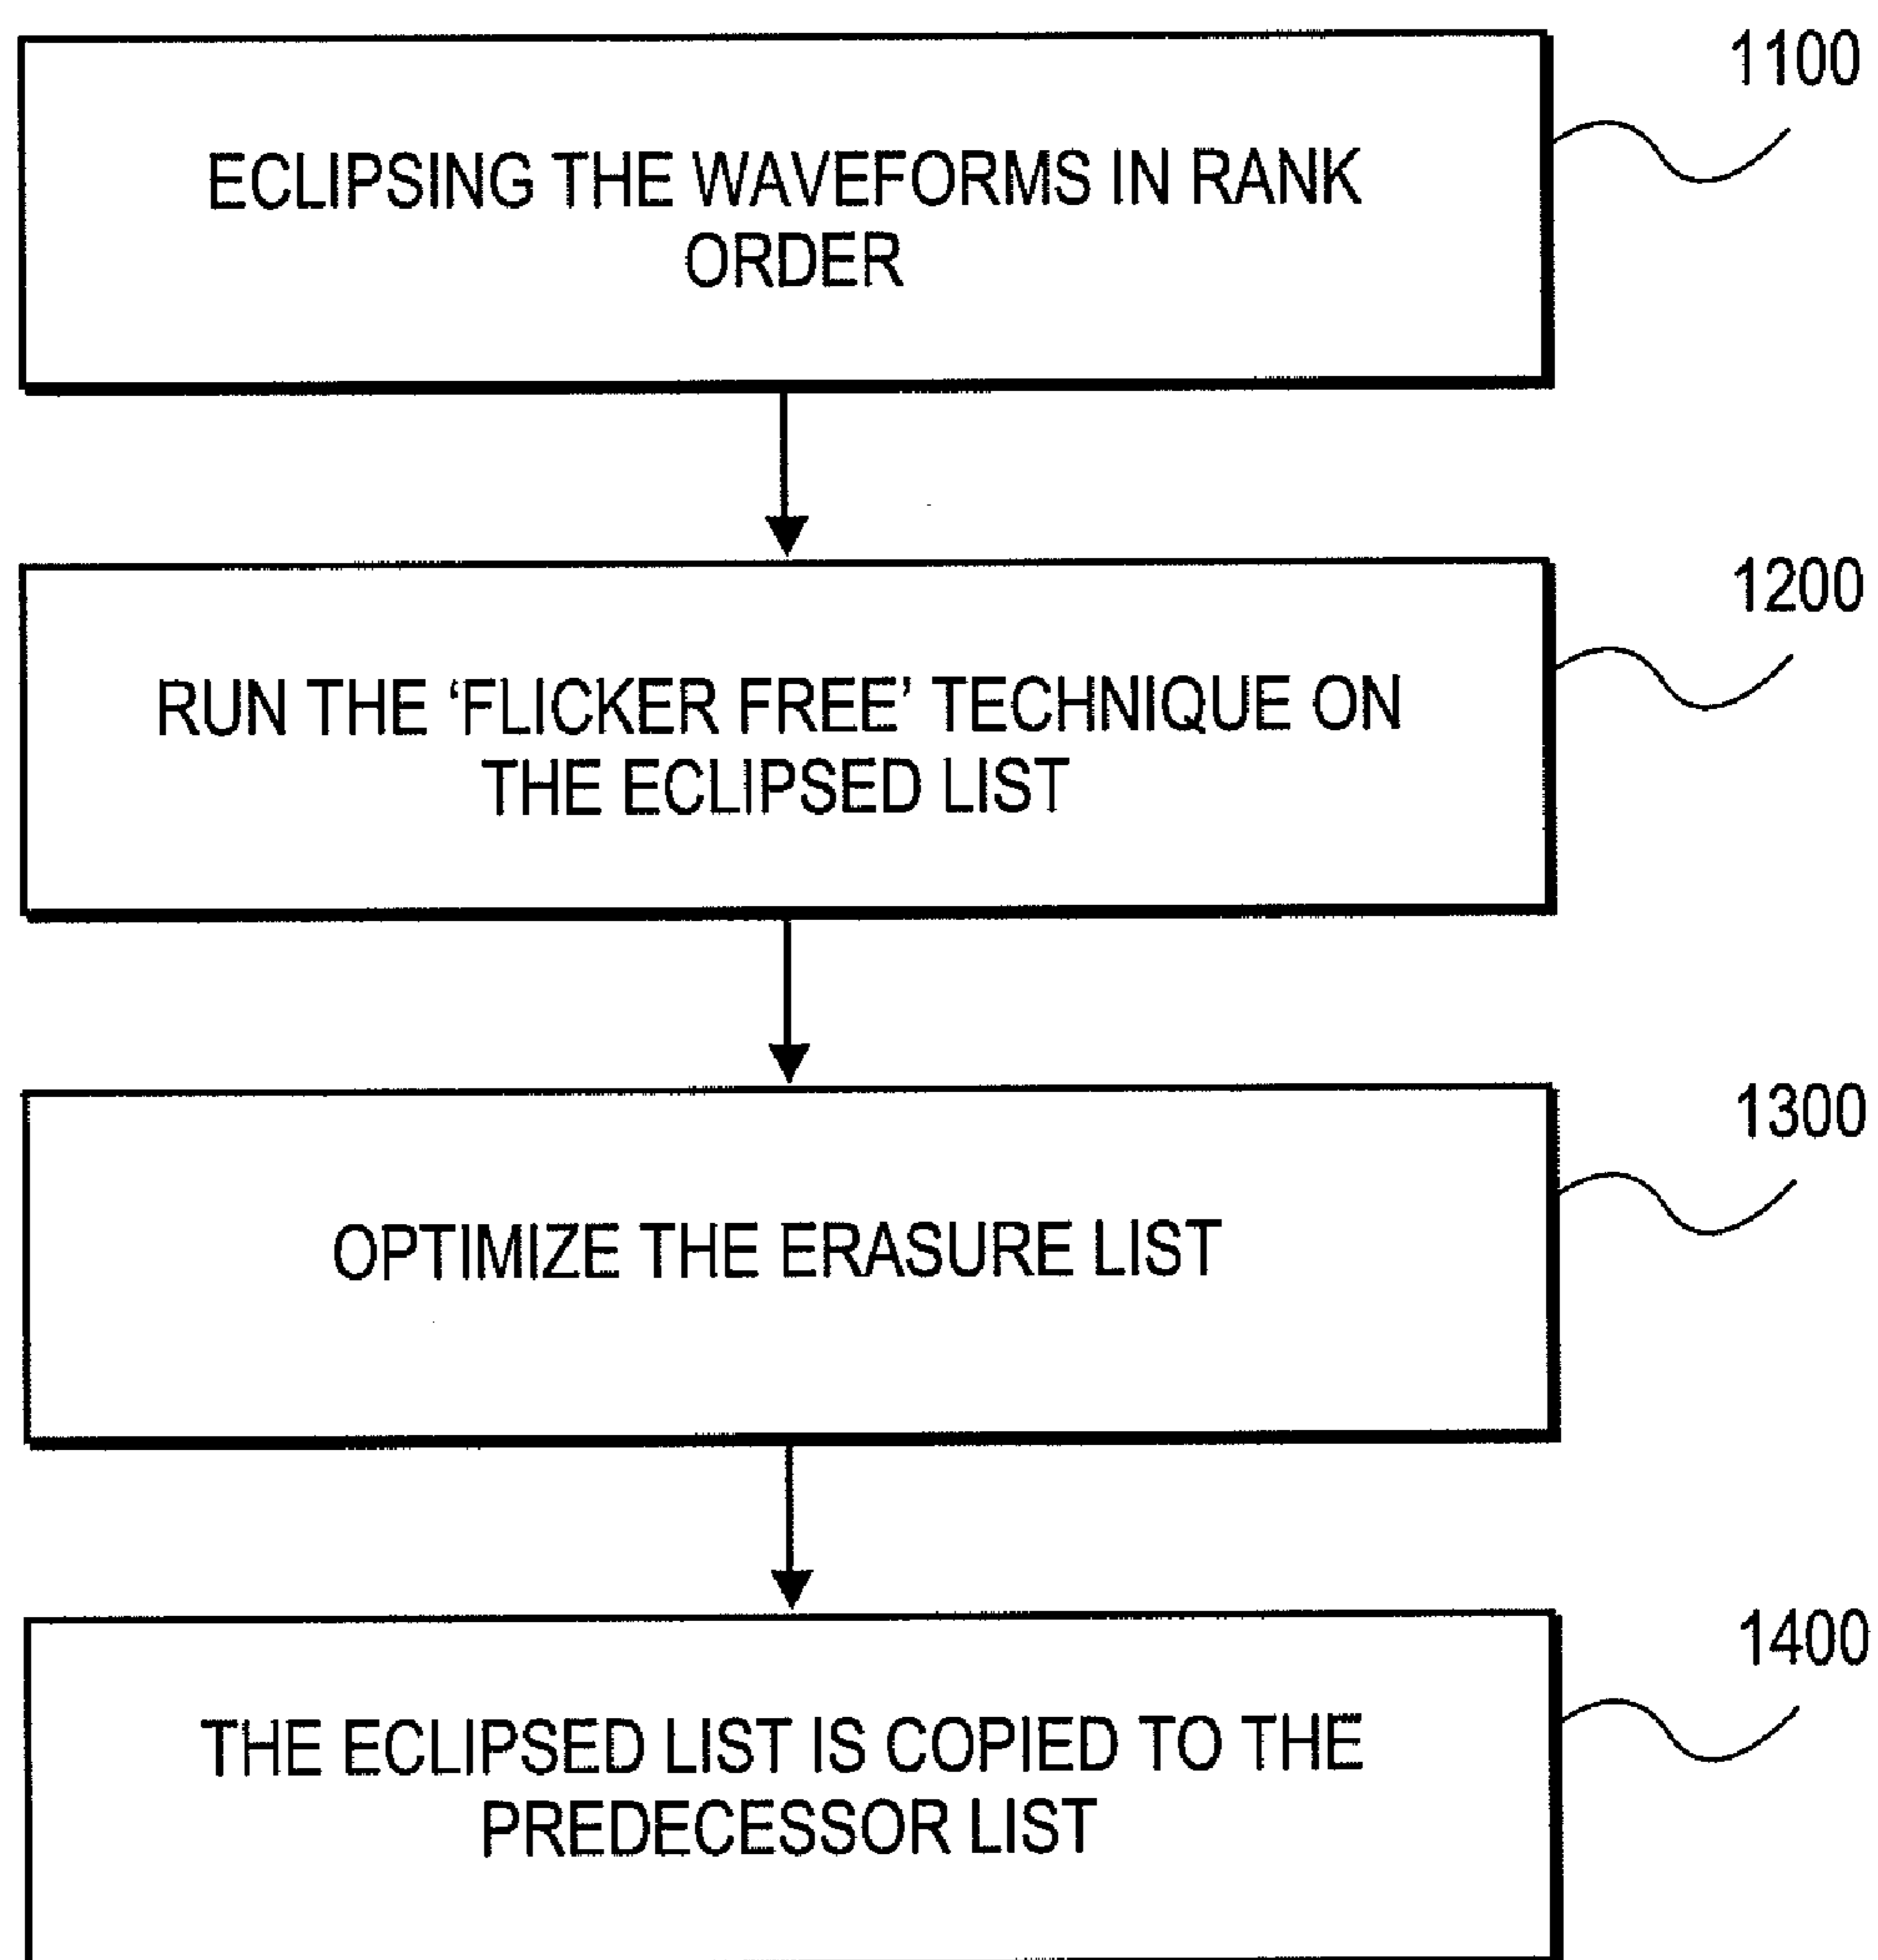 1100
ECLIPSING THE WAVEFORMS IN RANK
ORDER
1200
RUN THE ‘FLICKER FREE’ TECHNIQUE ON
THE ECLIPSED LIST
1300
OPTIMIZE THE ERASURE LIST
1400
THE ECLIPSED LIST IS COPIED TO THE
PREDECESSOR LIST